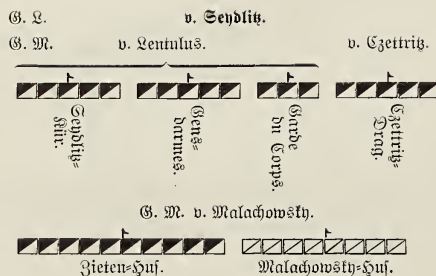 G. L. v. Seydlitz.
G. M. v. Lentulus. v. Czettritz.
Seydlitz=
Kür.
Gens=
darmes.
Garde
du Corps.
Czettritz=
Drag.
G. M. v. Malachowsky.
Zieten=Hus. Malachowsky=Hus.